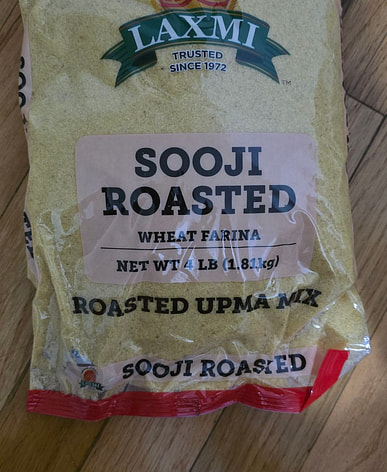 LAXMI
TRUSTED
SINCE 1972
TM
SOOJI
ROASTED
WHEAT FARINA
NET WT 4 LB (1.81kg)
ROASTED UPMA MIX
SOOJI ROASTED